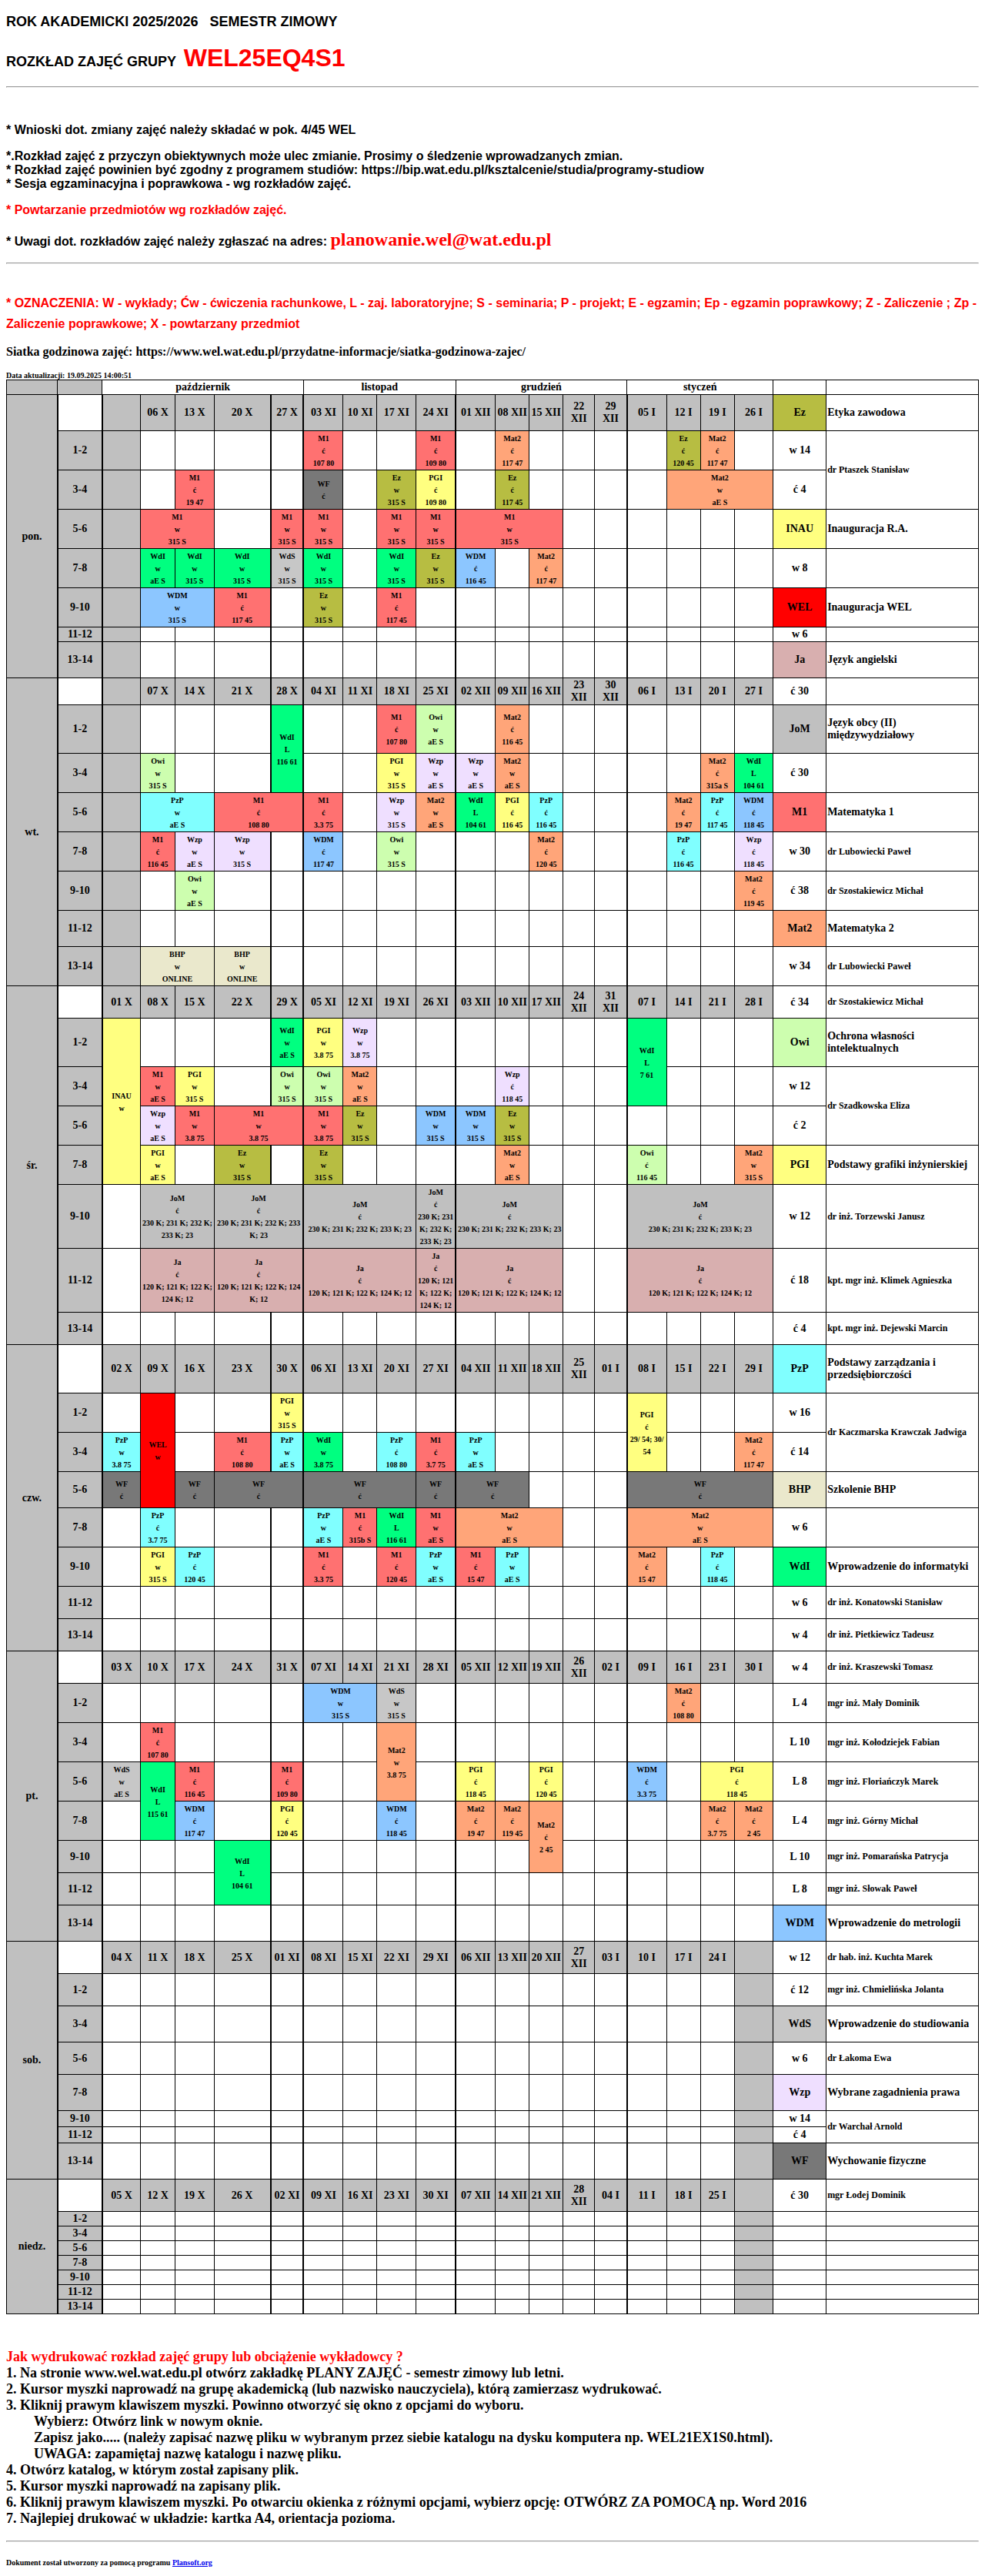 ROK AKADEMICKI 2025/2026 SEMESTR ZIMOWY
ROZKŁAD ZAJĘĆ GRUPY WEL25EQ4S1
* Wnioski dot. zmiany zajęć należy składać w pok. 4/45 WEL
*.Rozkład zajęć z przyczyn obiektywnych może ulec zmianie. Prosimy o śledzenie wprowadzanych zmian.
* Rozkład zajęć powinien być zgodny z programem studiów: https://bip.wat.edu.pl/ksztalcenie/studia/programy-studiow
* Sesja egzaminacyjna i poprawkowa - wg rozkładów zajęć.
* Powtarzanie przedmiotów wg rozkładów zajęć.
* Uwagi dot. rozkładów zajęć należy zgłaszać na adres: planowanie.wel@wat.edu.pl
* OZNACZENIA: W - wykłady; Ćw - ćwiczenia rachunkowe, L - zaj. laboratoryjne; S - seminaria; P - projekt; E - egzamin; Ep - egzamin poprawkowy; Z - Zaliczenie ; Zp -
Zaliczenie poprawkowe; X - powtarzany przedmiot
Siatka godzinowa zajęć: https://www.wel.wat.edu.pl/przydatne-informacje/siatka-godzinowa-zajec/
Data aktualizacji: 19.09.2025 14:00:51
październik listopad grudzień styczeń
pon. 06 X 13 X 20 X 27 X 03 XI 10 XI 17 XI 24 XI 01 XII 08 XII 15 XII 22 XII 29 XII 05 I 12 I 19 I 26 I Ez Etyka zawodowa
1-2 M1 ć 107 80 M1 ć 109 80 Mat2 ć 117 47 Ez ć 120 45 Mat2 ć 117 47 w 14 dr Ptaszek Stanisław
3-4 M1 ć 19 47 WF ć Ez w 315 S PGI ć 109 80 Ez ć 117 45 Mat2 w aE S ć 4
5-6 M1 w 315 S M1 w 315 S M1 w 315 S M1 w 315 S M1 w 315 S M1 w 315 S INAU Inauguracja R.A.
7-8 WdI w aE S WdI w 315 S WdI w 315 S WdS w 315 S WdI w 315 S WdI w 315 S Ez w 315 S WDM ć 116 45 Mat2 ć 117 47 w 8
9-10 WDM w 315 S M1 ć 117 45 Ez w 315 S M1 ć 117 45 WEL Inauguracja WEL
11-12 w 6
13-14 Ja Język angielski
wt. 07 X 14 X 21 X 28 X 04 XI 11 XI 18 XI 25 XI 02 XII 09 XII 16 XII 23 XII 30 XII 06 I 13 I 20 I 27 I ć 30
1-2 WdI L 116 61 M1 ć 107 80 Owi w aE S Mat2 ć 116 45 JoM Język obcy (II) międzywydziałowy
3-4 Owi w 315 S PGI w 315 S Wzp w aE S Wzp w aE S Mat2 w aE S Mat2 ć 315a S WdI L 104 61 ć 30
5-6 PzP w aE S M1 ć 108 80 M1 ć 3.3 75 Wzp w 315 S Mat2 w aE S WdI L 104 61 PGI ć 116 45 PzP ć 116 45 Mat2 ć 19 47 PzP ć 117 45 WDM ć 118 45 M1 Matematyka 1
7-8 M1 ć 116 45 Wzp w aE S Wzp w 315 S WDM ć 117 47 Owi w 315 S Mat2 ć 120 45 PzP ć 116 45 Wzp ć 118 45 w 30 dr Lubowiecki Paweł
9-10 Owi w aE S Mat2 ć 119 45 ć 38 dr Szostakiewicz Michał
11-12 Mat2 Matematyka 2
13-14 BHP w ONLINE BHP w ONLINE w 34 dr Lubowiecki Paweł
śr. 01 X 08 X 15 X 22 X 29 X 05 XI 12 XI 19 XI 26 XI 03 XII 10 XII 17 XII 24 XII 31 XII 07 I 14 I 21 I 28 I ć 34 dr Szostakiewicz Michał
1-2 INAU w WdI w aE S PGI w 3.8 75 Wzp w 3.8 75 WdI L 7 61 Owi Ochrona własności intelektualnych
3-4 M1 w aE S PGI w 315 S Owi w 315 S Owi w 315 S Mat2 w aE S Wzp ć 118 45 w 12 dr Szadkowska Eliza
5-6 Wzp w aE S M1 w 3.8 75 M1 w 3.8 75 M1 w 3.8 75 Ez w 315 S WDM w 315 S WDM w 315 S Ez w 315 S ć 2
7-8 PGI w aE S Ez w 315 S Ez w 315 S Mat2 w aE S Owi ć 116 45 Mat2 w 315 S PGI Podstawy grafiki inżynierskiej
9-10 JoM ć 230 K; 231 K; 232 K; 233 K; 23 JoM ć 230 K; 231 K; 232 K; 233 K; 23 JoM ć 230 K; 231 K; 232 K; 233 K; 23 JoM ć 230 K; 231 K; 232 K; 233 K; 23 JoM ć 230 K; 231 K; 232 K; 233 K; 23 JoM ć 230 K; 231 K; 232 K; 233 K; 23 w 12 dr inż. Torzewski Janusz
11-12 Ja ć 120 K; 121 K; 122 K; 124 K; 12 Ja ć 120 K; 121 K; 122 K; 124 K; 12 Ja ć 120 K; 121 K; 122 K; 124 K; 12 Ja ć 120 K; 121 K; 122 K; 124 K; 12 Ja ć 120 K; 121 K; 122 K; 124 K; 12 Ja ć 120 K; 121 K; 122 K; 124 K; 12 ć 18 kpt. mgr inż. Klimek Agnieszka
13-14 ć 4 kpt. mgr inż. Dejewski Marcin
czw. 02 X 09 X 16 X 23 X 30 X 06 XI 13 XI 20 XI 27 XI 04 XII 11 XII 18 XII 25 XII 01 I 08 I 15 I 22 I 29 I PzP Podstawy zarządzania i przedsiębiorczości
1-2 WEL w PGI w 315 S PGI ć 29/ 54; 30/ 54 w 16 dr Kaczmarska Krawczak Jadwiga
3-4 PzP w 3.8 75 M1 ć 108 80 PzP w aE S WdI w 3.8 75 PzP ć 108 80 M1 ć 3.7 75 PzP w aE S Mat2 ć 117 47 ć 14
5-6 WF ć WF ć WF ć WF ć WF ć WF ć WF ć BHP Szkolenie BHP
7-8 PzP ć 3.7 75 PzP w aE S M1 ć 315b S WdI L 116 61 M1 w aE S Mat2 w aE S Mat2 w aE S w 6
9-10 PGI w 315 S PzP ć 120 45 M1 ć 3.3 75 M1 ć 120 45 PzP w aE S M1 ć 15 47 PzP w aE S Mat2 ć 15 47 PzP ć 118 45 WdI Wprowadzenie do informatyki
11-12 w 6 dr inż. Konatowski Stanisław
13-14 w 4 dr inż. Pietkiewicz Tadeusz
pt. 03 X 10 X 17 X 24 X 31 X 07 XI 14 XI 21 XI 28 XI 05 XII 12 XII 19 XII 26 XII 02 I 09 I 16 I 23 I 30 I w 4 dr inż. Kraszewski Tomasz
1-2 WDM w 315 S WdS w 315 S Mat2 ć 108 80 L 4 mgr inż. Mały Dominik
3-4 M1 ć 107 80 Mat2 w 3.8 75 L 10 mgr inż. Kołodziejek Fabian
5-6 WdS w aE S WdI L 115 61 M1 ć 116 45 M1 ć 109 80 PGI ć 118 45 PGI ć 120 45 WDM ć 3.3 75 PGI ć 118 45 L 8 mgr inż. Floriańczyk Marek
7-8 WDM ć 117 47 PGI ć 120 45 WDM ć 118 45 Mat2 ć 19 47 Mat2 ć 119 45 Mat2 ć 2 45 Mat2 ć 3.7 75 Mat2 ć 2 45 L 4 mgr inż. Górny Michał
9-10 WdI L 104 61 L 10 mgr inż. Pomarańska Patrycja
11-12 L 8 mgr inż. Słowak Paweł
13-14 WDM Wprowadzenie do metrologii
sob. 04 X 11 X 18 X 25 X 01 XI 08 XI 15 XI 22 XI 29 XI 06 XII 13 XII 20 XII 27 XII 03 I 10 I 17 I 24 I w 12 dr hab. inż. Kuchta Marek
1-2 ć 12 mgr inż. Chmielińska Jolanta
3-4 WdS Wprowadzenie do studiowania
5-6 w 6 dr Łakoma Ewa
7-8 Wzp Wybrane zagadnienia prawa
9-10 w 14 dr Warchał Arnold
11-12 ć 4
13-14 WF Wychowanie fizyczne
niedz. 05 X 12 X 19 X 26 X 02 XI 09 XI 16 XI 23 XI 30 XI 07 XII 14 XII 21 XII 28 XII 04 I 11 I 18 I 25 I ć 30 mgr Łodej Dominik
1-2
3-4
5-6
7-8
9-10
11-12
13-14
Jak wydrukować rozkład zajęć grupy lub obciążenie wykładowcy ?
1. Na stronie www.wel.wat.edu.pl otwórz zakładkę PLANY ZAJĘĆ - semestr zimowy lub letni.
2. Kursor myszki naprowadź na grupę akademicką (lub nazwisko nauczyciela), którą zamierzasz wydrukować.
3. Kliknij prawym klawiszem myszki. Powinno otworzyć się okno z opcjami do wyboru.
Wybierz: Otwórz link w nowym oknie.
Zapisz jako..... (należy zapisać nazwę pliku w wybranym przez siebie katalogu na dysku komputera np. WEL21EX1S0.html).
UWAGA: zapamiętaj nazwę katalogu i nazwę pliku.
4. Otwórz katalog, w którym został zapisany plik.
5. Kursor myszki naprowadź na zapisany plik.
6. Kliknij prawym klawiszem myszki. Po otwarciu okienka z różnymi opcjami, wybierz opcję: OTWÓRZ ZA POMOCĄ np. Word 2016
7. Najlepiej drukować w układzie: kartka A4, orientacja pozioma.
Dokument został utworzony za pomocą programu Plansoft.org